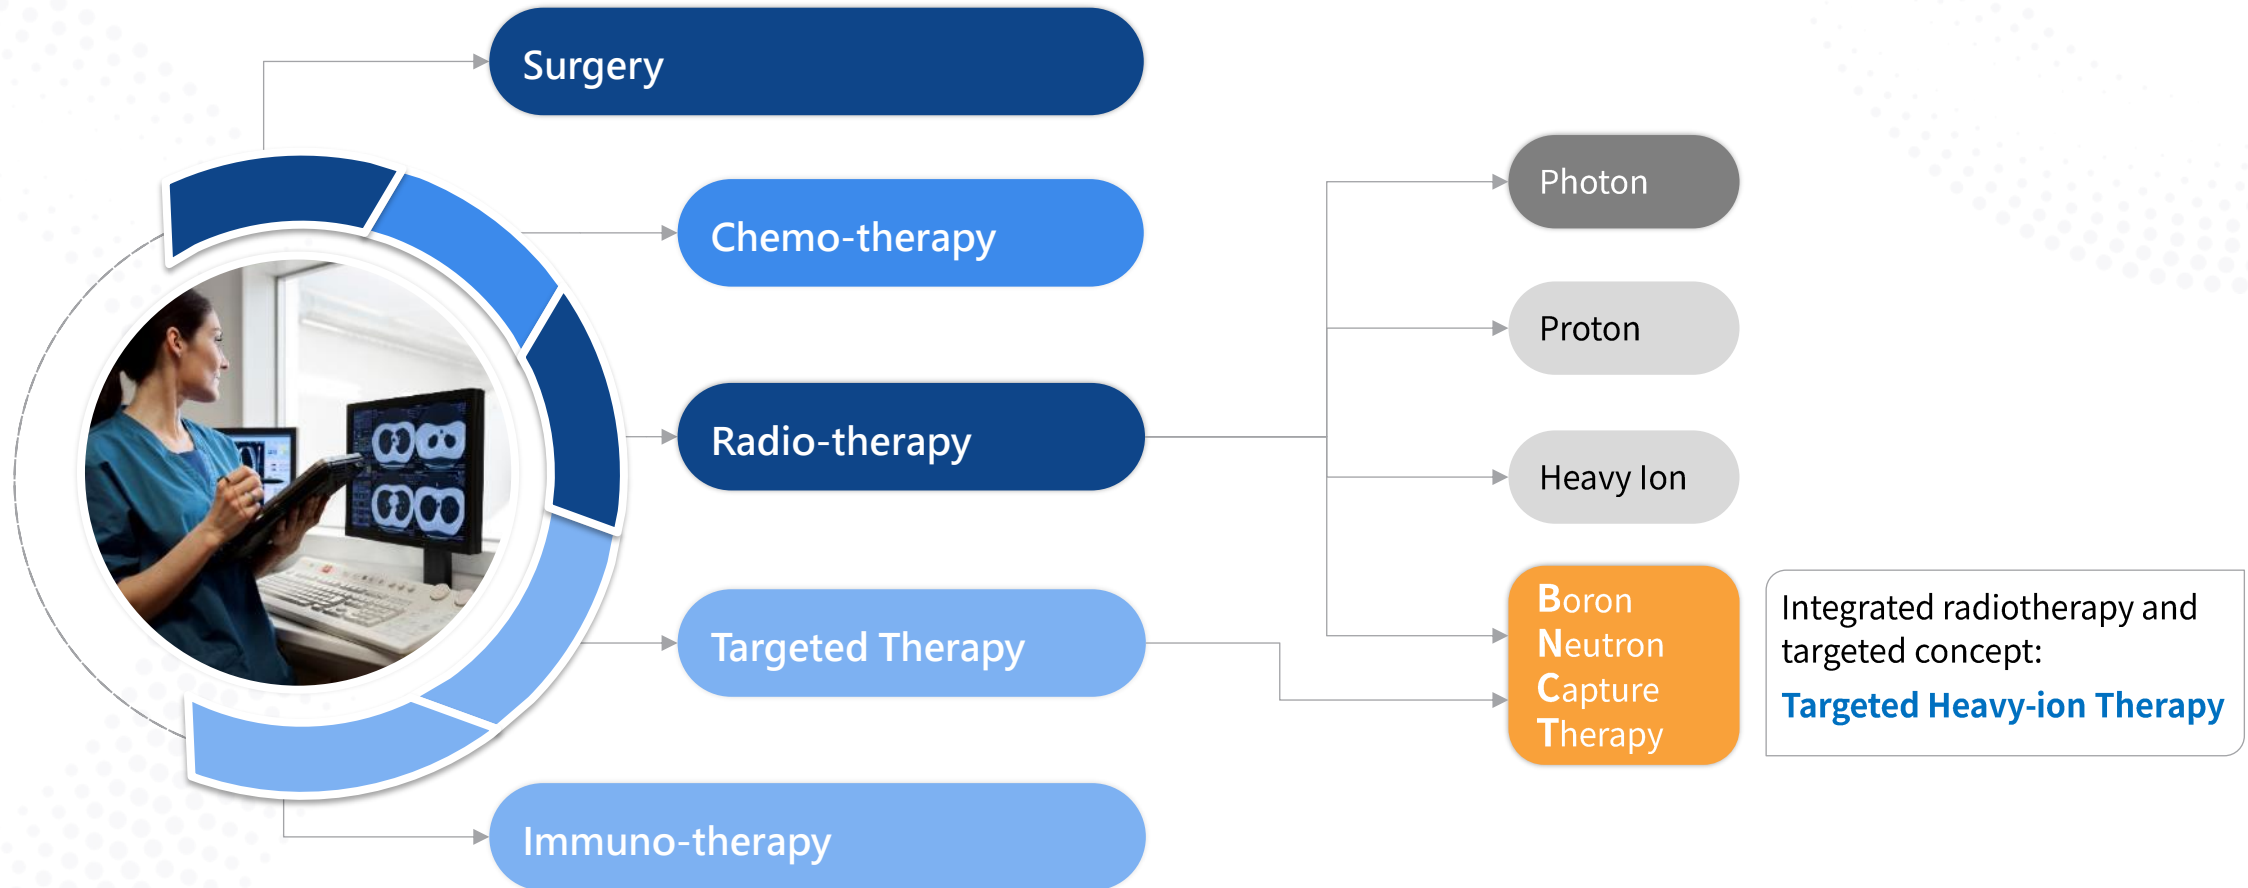 Surgery
Chemo-therapy
Radio-therapy
Targeted Therapy
Immuno-therapy
Photon
Proton
Heavy Ion
Boron
Neutron
Capture
Therapy
Integrated radiotherapy and
targeted concept:
Targeted Heavy-ion Therapy